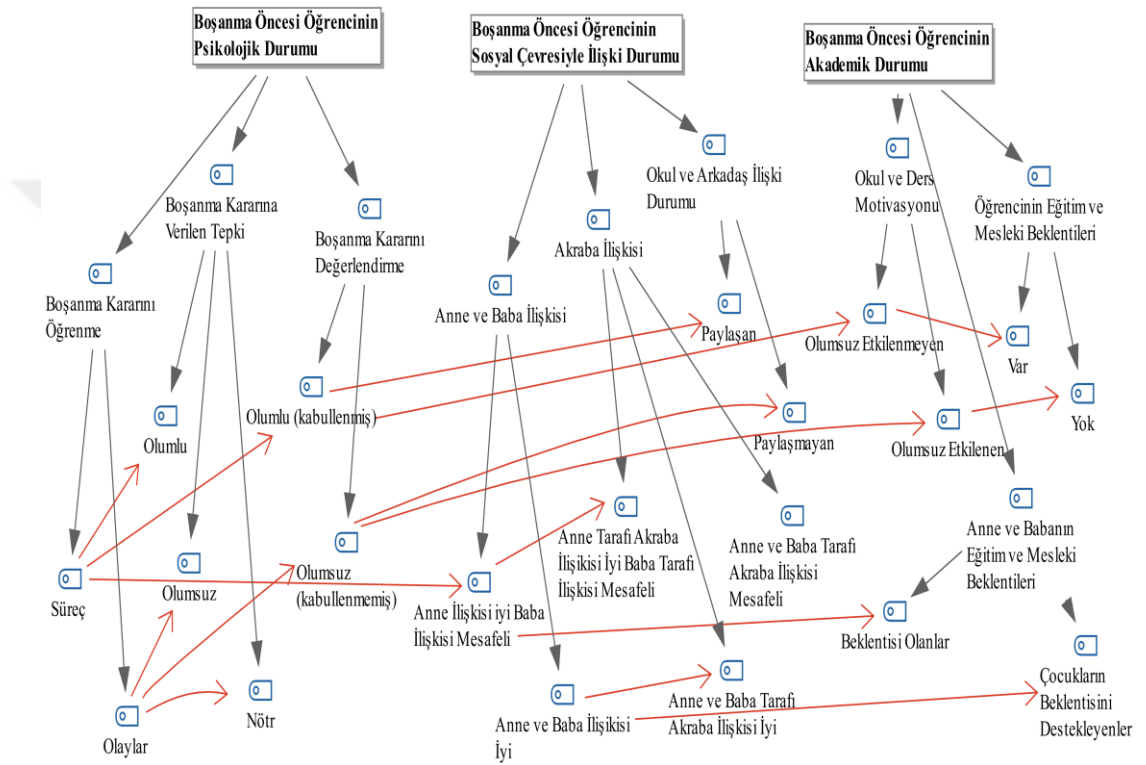 Boşanma Öncesi Öğrencinin
Psikolojik Durumu
Boşanma Öncesi Öğrencinin
Sosyal Çevresiyle İlişki Durumu
Boşanma Öncesi Öğrencinin
Akademik Durumu
Boşanma Kararına
Verilen Tepki
Boşanma Kararını
Değerlendirme
Boşanma Kararını
Öğrenme
Olumlu
Olumlu (kabullenmiş)
Süreç
Olumsuz
Olumsuz
(kabullenmemiş)
Olaylar
Nötr
Okul ve Arkadaş İlişki
Durumu
Akraba İlişkisi
Anne ve Baba İlişkisi
Paylaşan
Paylaşmayan
Anne Tarafı Akraba
İlişikisi İyi Baba Tarafı
İlişkisi Mesafeli
Anne ve Baba Tarafı
Akraba İlişkisi
Mesafeli
Anne İlişkisi iyi Baba
İlişkisi Mesafeli
Anne ve Baba İlişikisi
İyi
Anne ve Baba Tarafı
Akraba İlişkisi İyi
Okul ve Ders
Motivasyonu
Öğrencinin Eğitim ve
Mesleki Beklentileri
Olumsuz Etkilenmeyen
Var
Olumsuz Etkilenen
Yok
Anne ve Babanın
Eğitim ve Mesleki
Beklentileri
Beklentisi Olanlar
Çocukların
Beklentisini
Destekleyenler